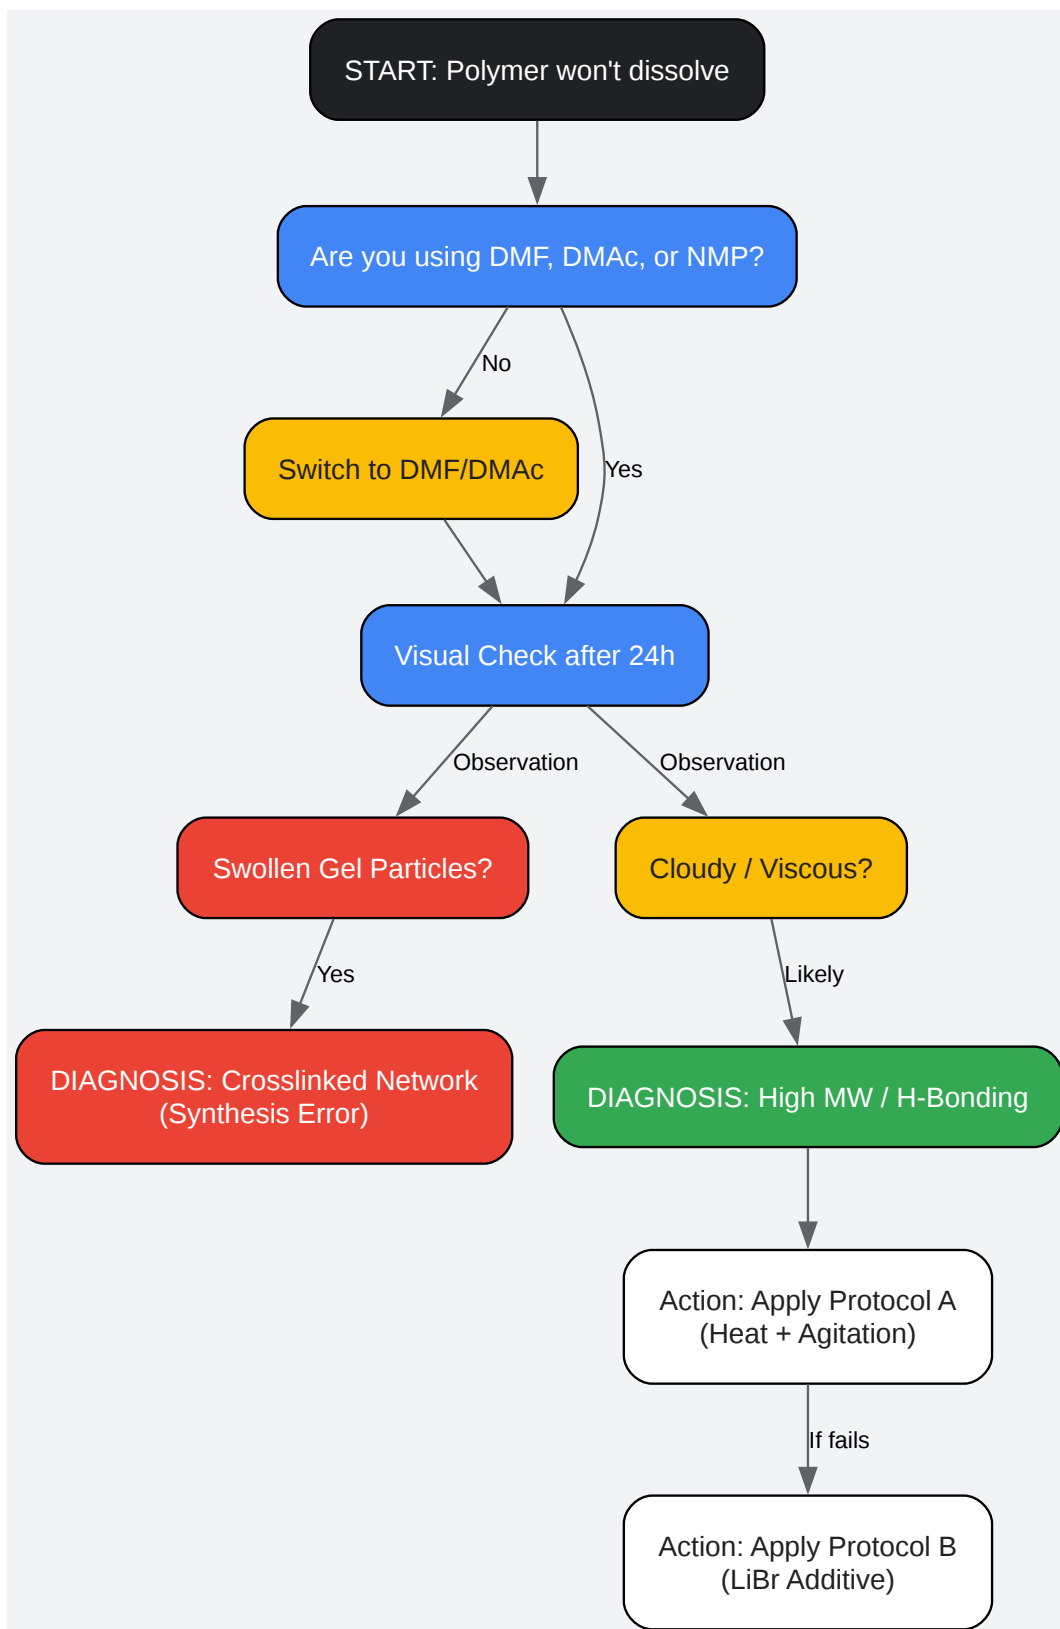 START: Polymer won't dissolve
Are you using DMF, DMAc, or NMP?
No
Switch to DMF/DMAc
Yes
Visual Check after 24h
Observation
Observation
Swollen Gel Particles?
Cloudy / Viscous?
Yes
Likely
DIAGNOSIS: Crosslinked Network
(Synthesis Error)
DIAGNOSIS: High MW / H-Bonding
Action: Apply Protocol A
(Heat + Agitation)
If fails
Action: Apply Protocol B
(LiBr Additive)